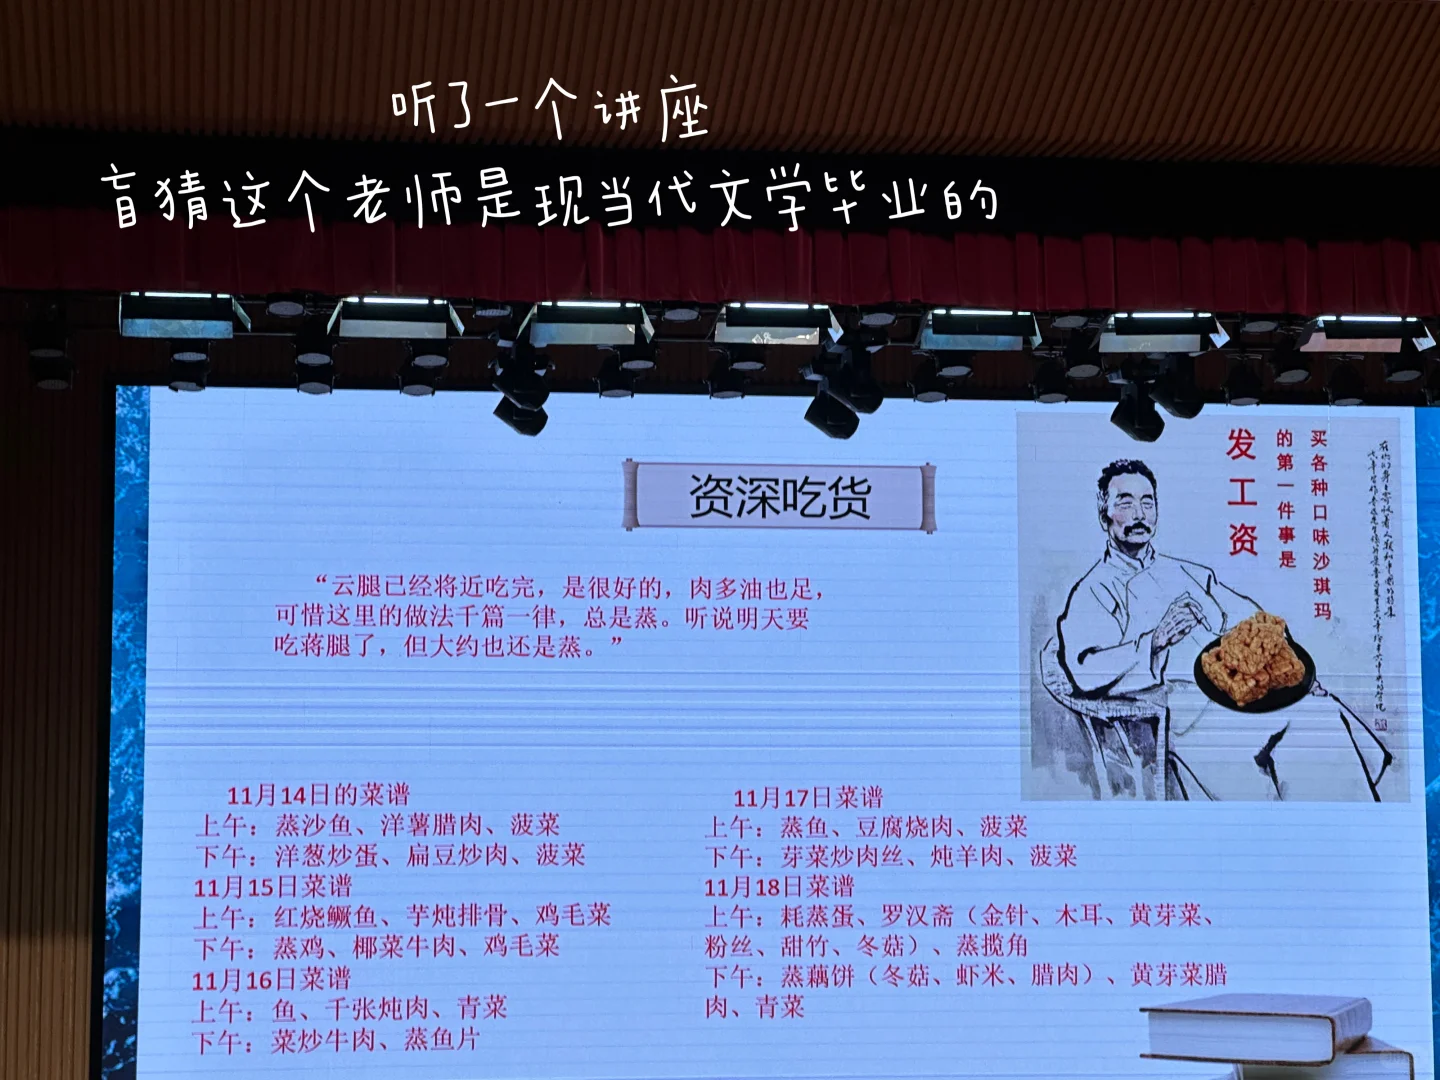 听了一个讲座
盲猜这个老师是现当代文学毕业的
资深吃货
“云腿已经将近吃完，是很好的，肉多油也足，
可惜这里的做法千篇一律，总是蒸。听说明天要
吃蒋腿了，但大约也还是蒸。”
发工资
的第一件事是
买各种口味沙琪玛
11月14日的菜谱
上午：蒸沙鱼、洋薯腊肉、菠菜
下午：洋葱炒蛋、扁豆炒肉、菠菜
11月15日菜谱
上午：红烧鳜鱼、芋炖排骨、鸡毛菜
下午：蒸鸡、椰菜牛肉、鸡毛菜
11月16日菜谱
上午：鱼、千张炖肉、青菜
下午：菜炒牛肉、蒸鱼片
11月17日菜谱
上午：蒸鱼、豆腐烧肉、菠菜
下午：芽菜炒肉丝、炖羊肉、菠菜
11月18日菜谱
上午：耗蒸蛋、罗汉斋（金针、木耳、黄芽菜、
粉丝、甜竹、冬菇）、蒸揽角
下午：蒸藕饼（冬菇、虾米、腊肉）、黄芽菜腊
肉、青菜